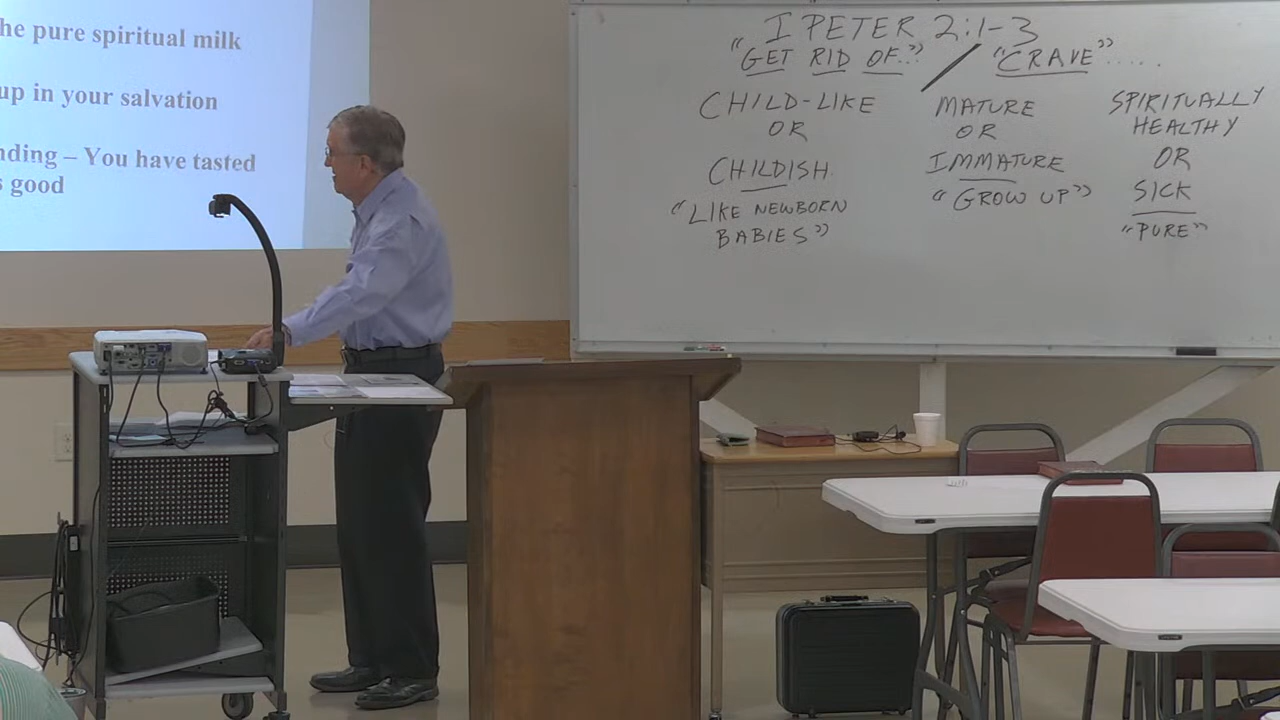 he pure spiritual milk
up in your salvation
nding – You have tasted
s good
I PETER 2:1-3
"GET RID OF..." / "CRAVE".....
CHILD-LIKE
OR
CHILDISH
"LIKE NEWBORN
BABIES"
MATURE
OR
IMMATURE
"GROW UP"
SPIRITUALLY
HEALTHY
OR
SICK
"PURE"